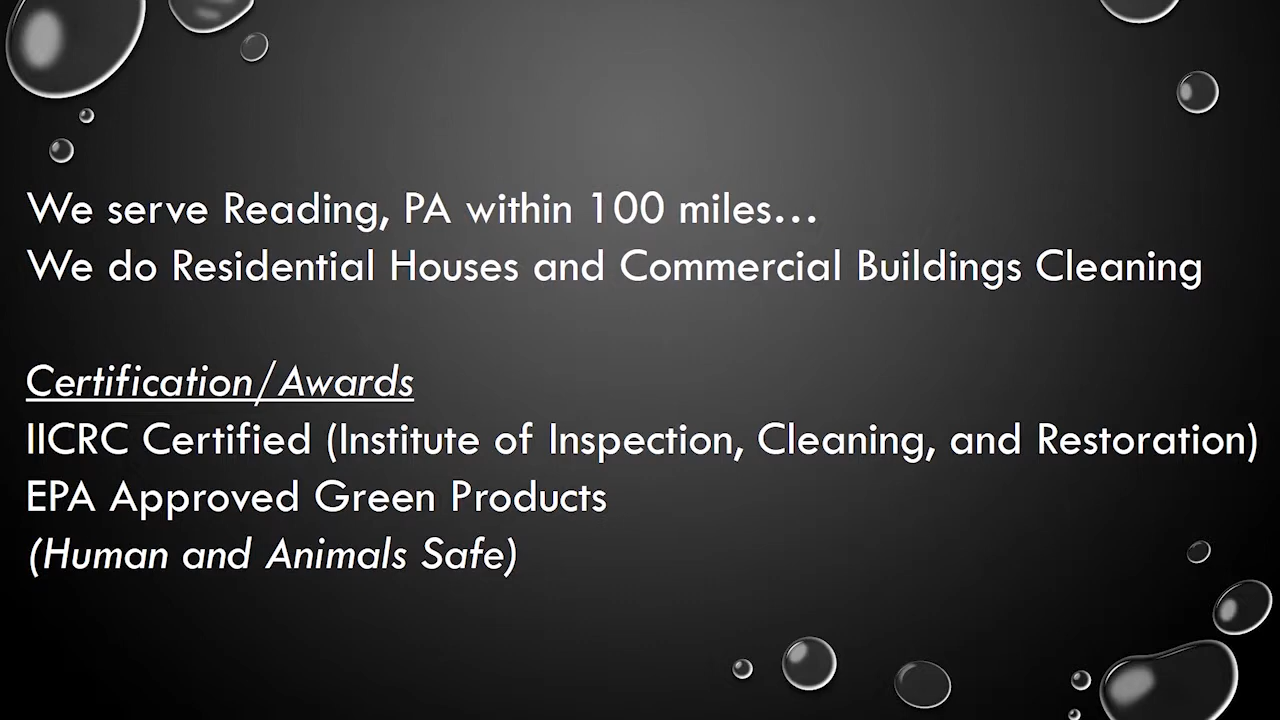 We serve Reading, PA within 100 miles...
We do Residential Houses and Commercial Buildings Cleaning
Certification/Awards
IICRC Certified (Institute of Inspection, Cleaning, and Restoration)
EPA Approved Green Products
(Human and Animals Safe)